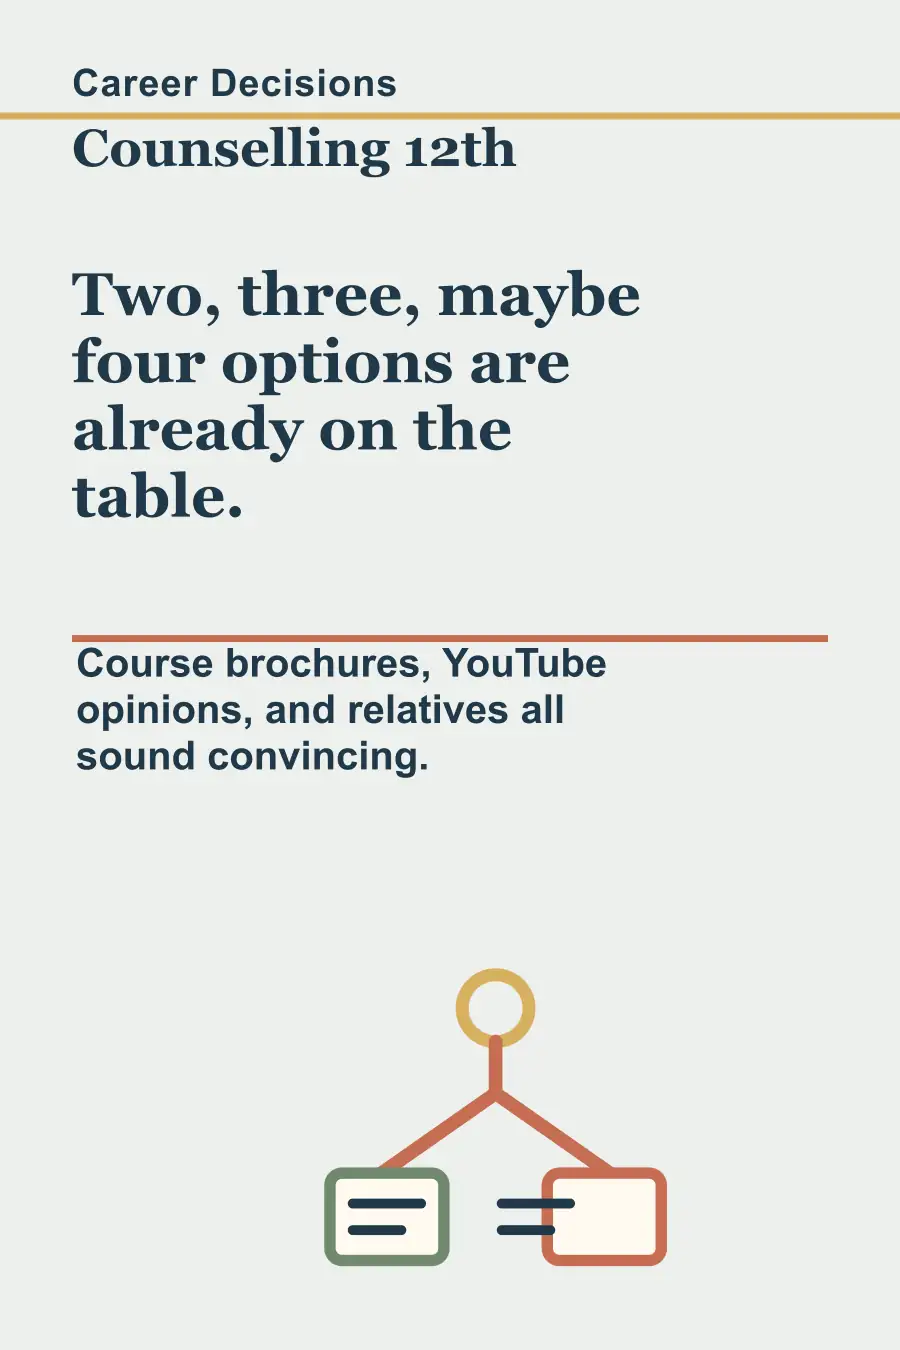 Career Decisions
Counselling 12th
Two, three, maybe
four options are
already on the
table.
Course brochures, YouTube
opinions, and relatives all
sound convincing.